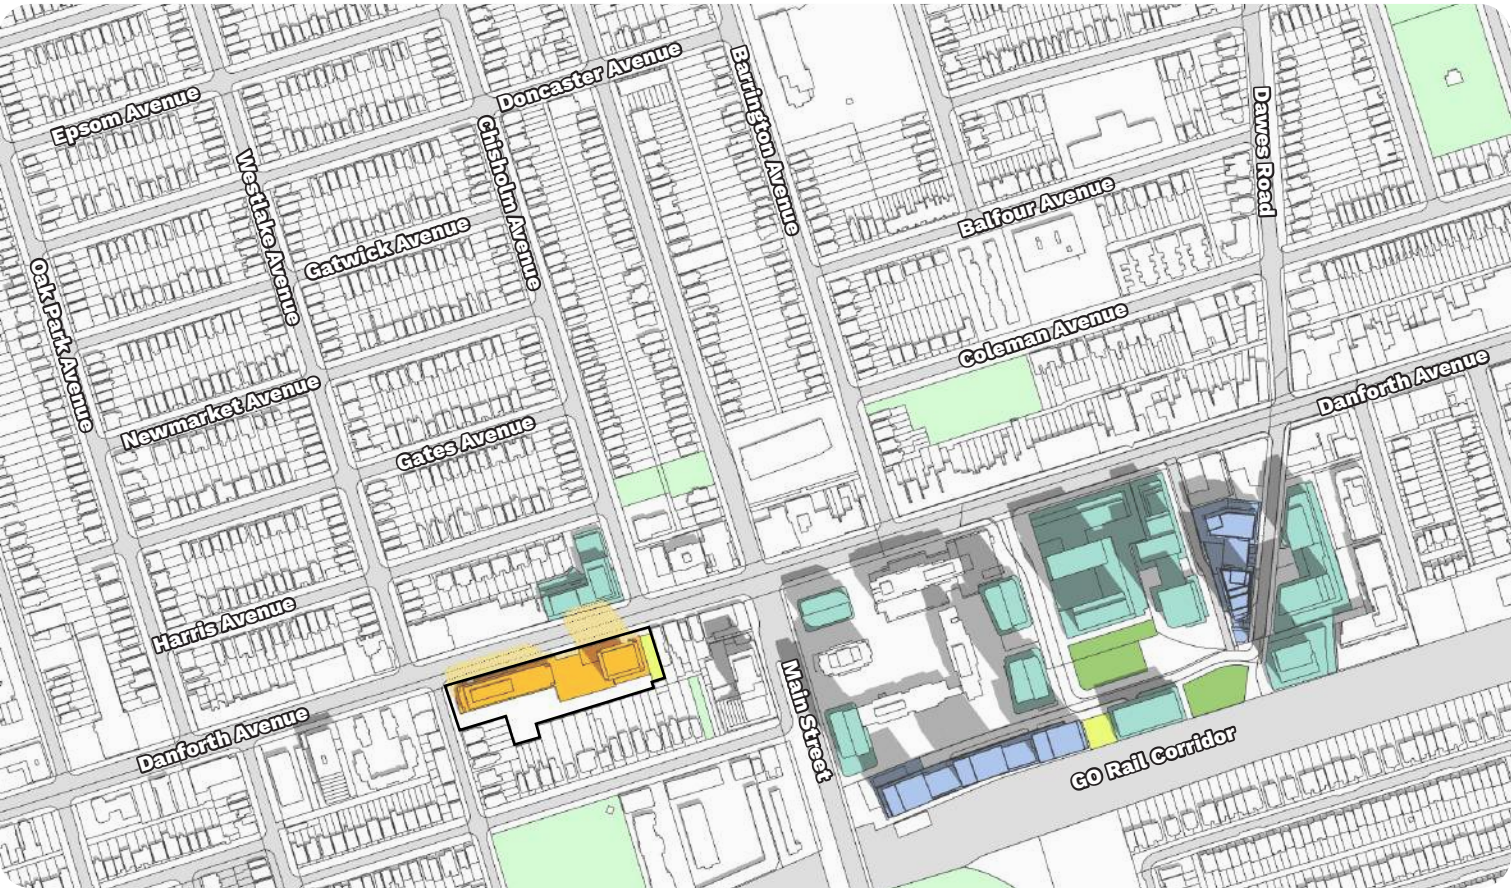 Doncaster Avenue
Epsom Avenue
Barrington Avenue
Dawes Road
Chisholm Avenue
Westlake Avenue
Balfour Avenue
Gatwick Avenue
Oak Park Avenue
Coleman Avenue
Danforth Avenue
Newmarket Avenue
Gates Avenue
Harris Avenue
Danforth Avenue
Main Street
GO Rail Corridor